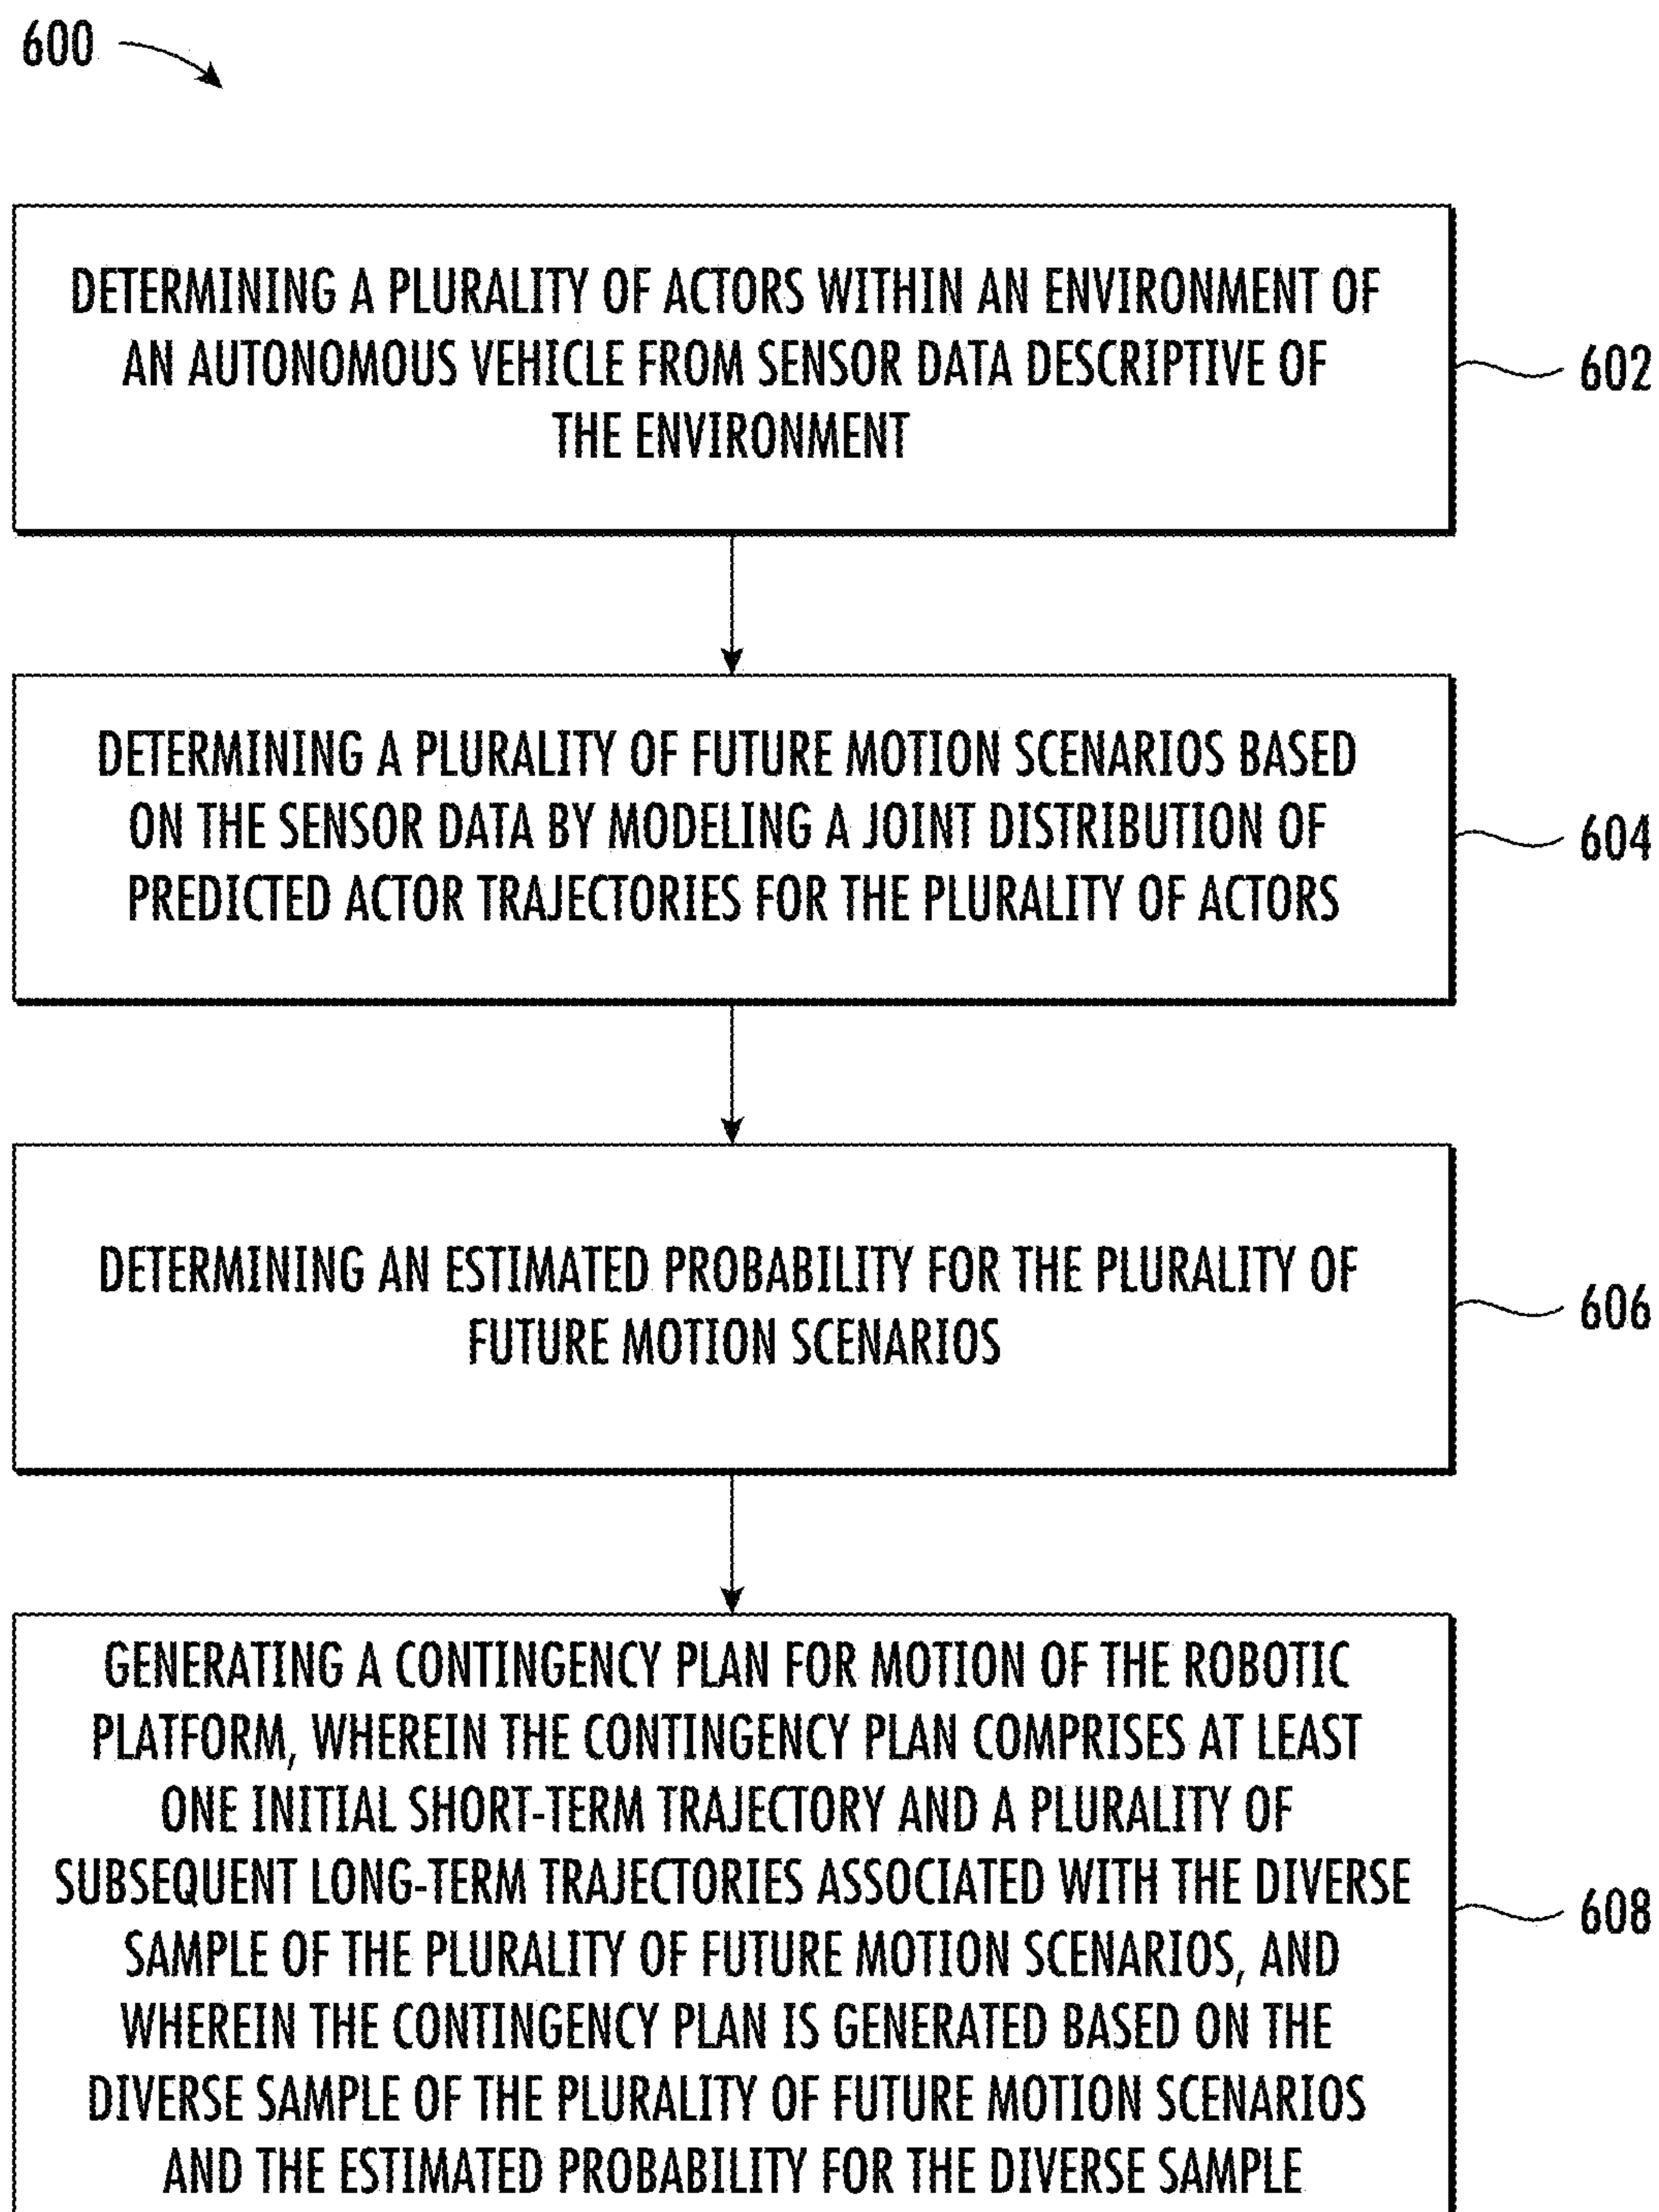 600
DETERMINING A PLURALITY OF ACTORS WITHIN AN ENVIRONMENT OF
AN AUTONOMOUS VEHICLE FROM SENSOR DATA DESCRIPTIVE OF
THE ENVIRONMENT
602
DETERMINING A PLURALITY OF FUTURE MOTION SCENARIOS BASED
ON THE SENSOR DATA BY MODELING A JOINT DISTRIBUTION OF
PREDICTED ACTOR TRAJECTORIES FOR THE PLURALITY OF ACTORS
604
DETERMINING AN ESTIMATED PROBABILITY FOR THE PLURALITY OF
FUTURE MOTION SCENARIOS
606
GENERATING A CONTINGENCY PLAN FOR MOTION OF THE ROBOTIC
PLATFORM, WHEREIN THE CONTINGENCY PLAN COMPRISES AT LEAST
ONE INITIAL SHORT-TERM TRAJECTORY AND A PLURALITY OF
SUBSEQUENT LONG-TERM TRAJECTORIES ASSOCIATED WITH THE DIVERSE
SAMPLE OF THE PLURALITY OF FUTURE MOTION SCENARIOS, AND
WHEREIN THE CONTINGENCY PLAN IS GENERATED BASED ON THE
DIVERSE SAMPLE OF THE PLURALITY OF FUTURE MOTION SCENARIOS
AND THE ESTIMATED PROBABILITY FOR THE DIVERSE SAMPLE
608